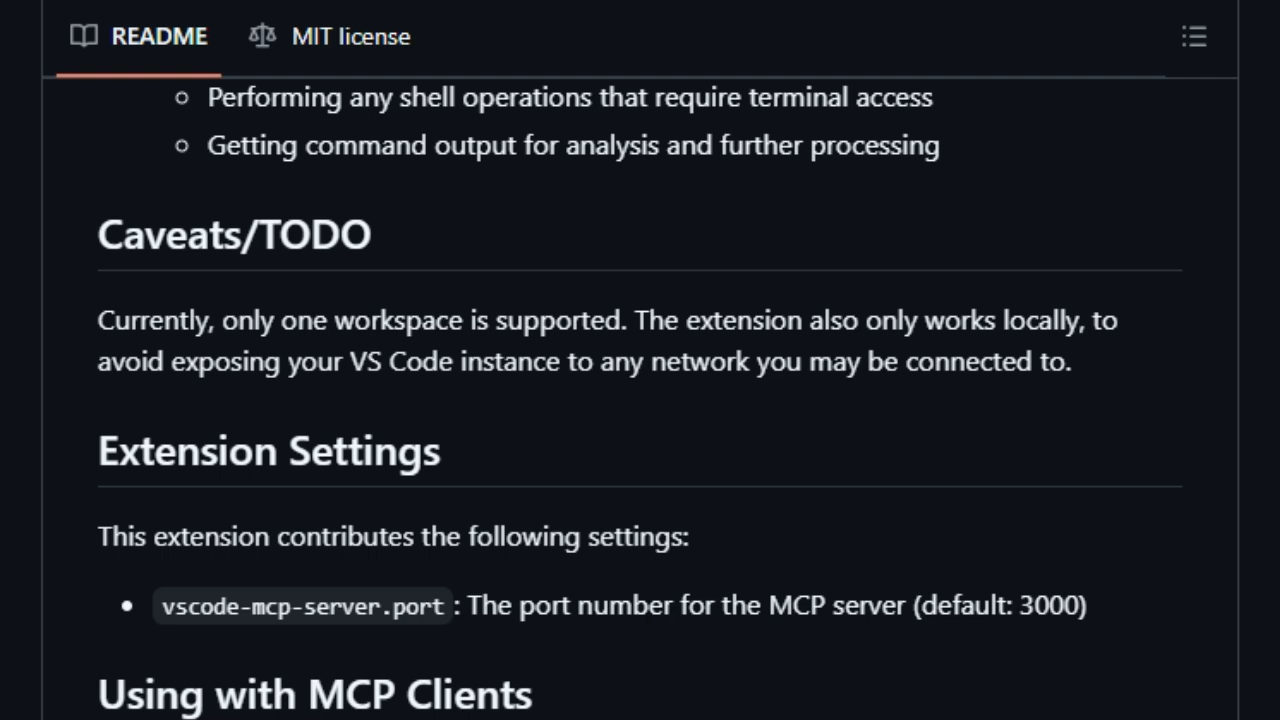 README MIT license
Performing any shell operations that require terminal access
Getting command output for analysis and further processing
Caveats/TODO
Currently, only one workspace is supported. The extension also only works locally, to
avoid exposing your VS Code instance to any network you may be connected to.
Extension Settings
This extension contributes the following settings:
vscode-mcp-server.port: The port number for the MCP server (default: 3000)
Using with MCP Clients